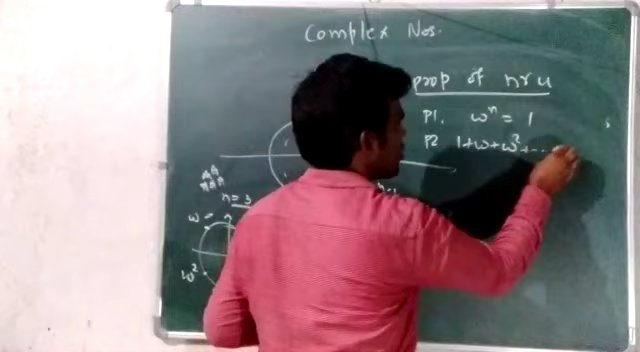 Complex Nos.
prop of nru
P1. ωⁿ = 1
P2 1+ω+ω²+...
n=3
ω
ω²